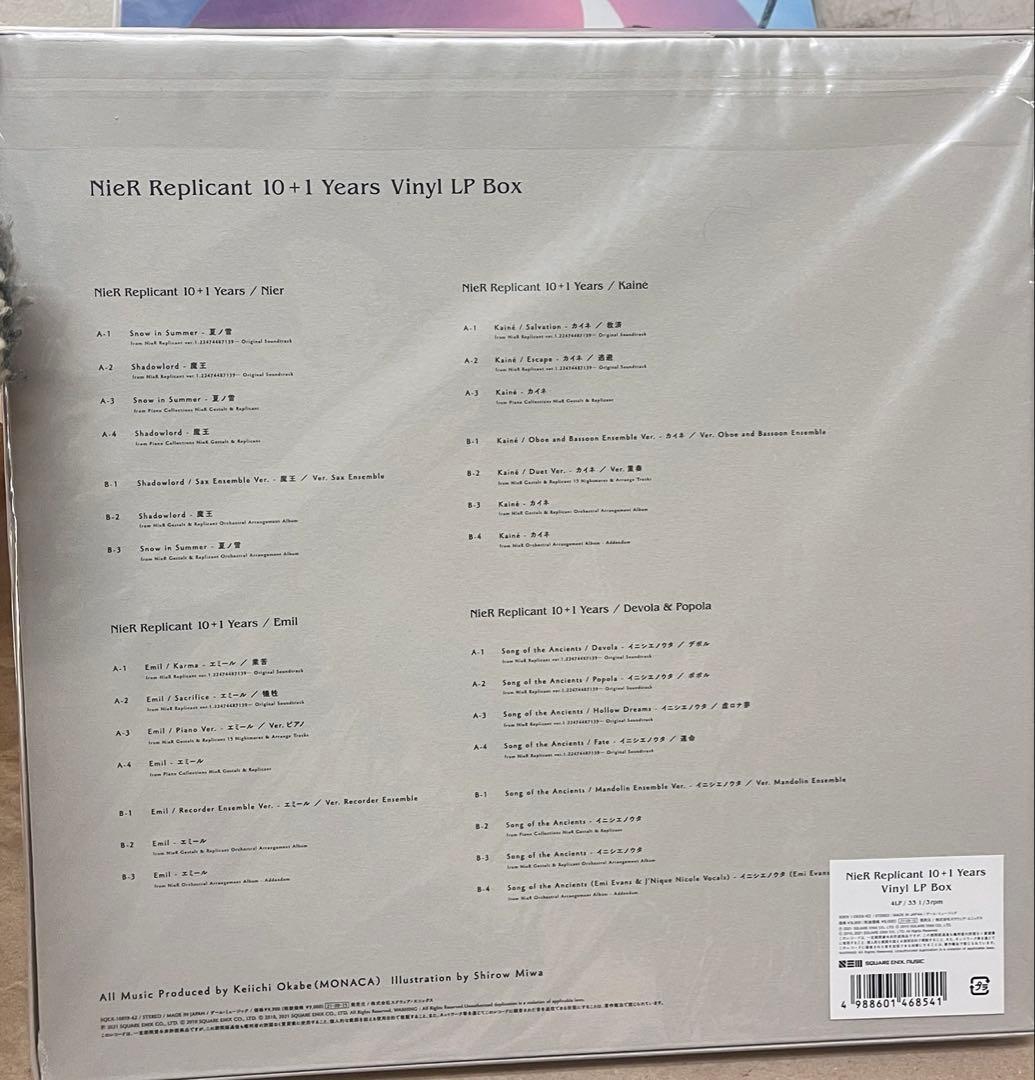 NieR Replicant 10+1 Years Vinyl LP Box
NieR Replicant 10+1 Years / Nier
A-1 Snow in Summer - 夏ノ雪
from NieR Replicant ver.1.22474487139... Original Soundtrack
A-2 Shadowlord - 魔王
from NieR Replicant ver.1.22474487139... Original Soundtrack
A-3 Snow in Summer - 夏ノ雪
from Piano Collections NieR Gestalt & Replicant
A-4 Shadowlord - 魔王
from Piano Collections NieR Gestalt & Replicant
B-1 Shadowlord / Sax Ensemble Ver. - 魔王 / Ver. Sax Ensemble
B-2 Shadowlord - 魔王
from NieR Gestalt & Replicant Orchestral Arrangement Album
B-3 Snow in Summer - 夏ノ雪
from NieR Gestalt & Replicant Orchestral Arrangement Album
NieR Replicant 10+1 Years / Kainé
A-1 Kainé / Salvation - カイネ / 救済
from NieR Replicant ver.1.22474487139... Original Soundtrack
A-2 Kainé / Escape - カイネ / 逃避
from NieR Replicant ver.1.22474487139... Original Soundtrack
A-3 Kainé - カイネ
from Piano Collections NieR Gestalt & Replicant
B-1 Kainé / Oboe and Bassoon Ensemble Ver. - カイネ / Ver. Oboe and Bassoon Ensemble
B-2 Kainé / Duet Ver. - カイネ / Ver. 重奏
from NieR Gestalt & Replicant 15 Nightmares & Arrange Tracks
B-3 Kainé - カイネ
from NieR Gestalt & Replicant Orchestral Arrangement Album
B-4 Kainé - カイネ
from NieR Orchestral Arrangement Album - Addendum
NieR Replicant 10+1 Years / Emil
A-1 Emil / Karma - エミール / 業苦
from NieR Replicant ver.1.22474487139... Original Soundtrack
A-2 Emil / Sacrifice - エミール / 犠牲
from NieR Replicant ver.1.22474487139... Original Soundtrack
A-3 Emil / Piano Ver. - エミール / Ver. ピアノ
from NieR Gestalt & Replicant 15 Nightmares & Arrange Tracks
A-4 Emil - エミール
from Piano Collections NieR Gestalt & Replicant
B-1 Emil / Recorder Ensemble Ver. - エミール / Ver. Recorder Ensemble
B-2 Emil - エミール
from NieR Gestalt & Replicant Orchestral Arrangement Album
B-3 Emil - エミール
from NieR Orchestral Arrangement Album - Addendum
NieR Replicant 10+1 Years / Devola & Popola
A-1 Song of the Ancients / Devola - イニシエノウタ / デボル
from NieR Replicant ver.1.22474487139... Original Soundtrack
A-2 Song of the Ancients / Popola - イニシエノウタ / ポポル
from NieR Replicant ver.1.22474487139... Original Soundtrack
A-3 Song of the Ancients / Hollow Dreams - イニシエノウタ / 虚ロナ夢
from NieR Replicant ver.1.22474487139... Original Soundtrack
A-4 Song of the Ancients / Fate - イニシエノウタ / 運命
from NieR Replicant ver.1.22474487139... Original Soundtrack
B-1 Song of the Ancients / Mandolin Ensemble Ver. - イニシエノウタ / Ver. Mandolin Ensemble
B-2 Song of the Ancients - イニシエノウタ
from Piano Collections NieR Gestalt & Replicant
B-3 Song of the Ancients - イニシエノウタ
from NieR Gestalt & Replicant Orchestral Arrangement Album
B-4 Song of the Ancients (Emi Evans & J'Nique Nicole Vocals) - イニシエノウタ (Emi Evans
from NieR Orchestral Arrangement Album - Addendum
All Music Produced by Keiichi Okabe(MONACA) Illustration by Shirow Miwa
NieR Replicant 10+1 Years
Vinyl LP Box
4LP / 33 1/3rpm
SQUARE ENIX MUSIC
4 988601 468541